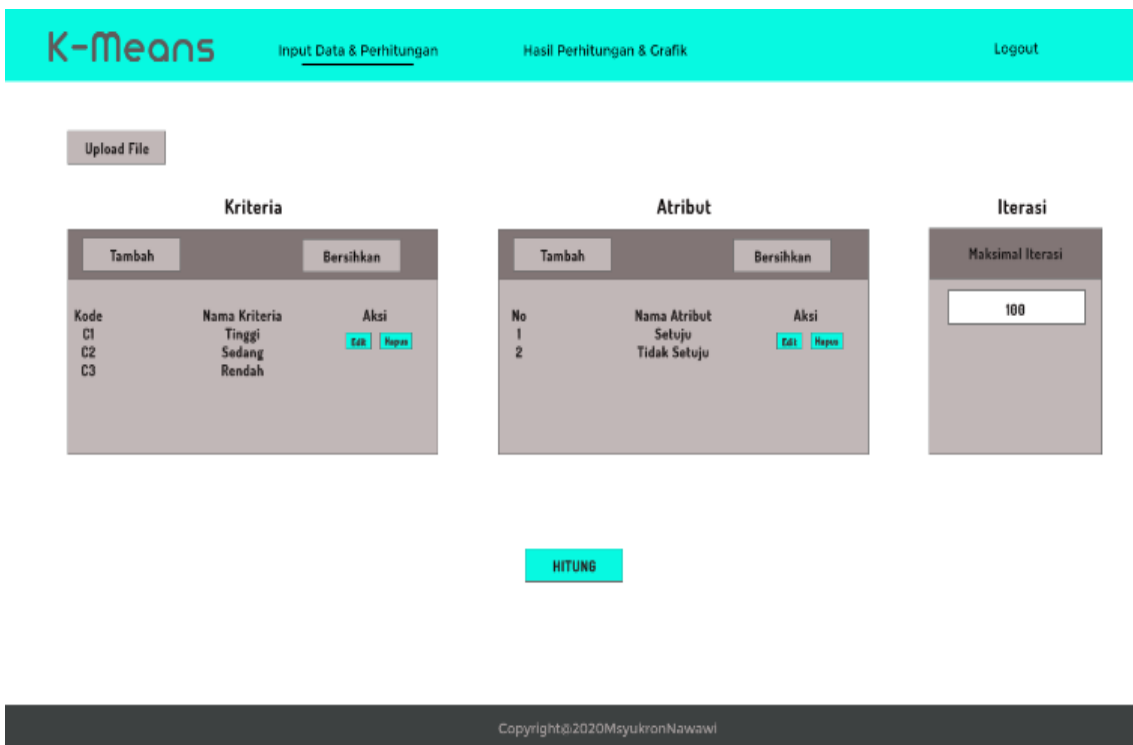 K-Means
Input Data & Perhitungan
Hasil Perhitungan & Grafik
Logout
Upload File
Kriteria
Tambah
Bersihkan
Kode Nama Kriteria Aksi
C1 Tinggi Edit Hapus
C2 Sedang
C3 Rendah
Atribut
Tambah
Bersihkan
No Nama Atribut Aksi
1 Setuju Edit Hapus
2 Tidak Setuju
Iterasi
Maksimal Iterasi
100
HITUNG
Copyright@2020MsyukronNawawi